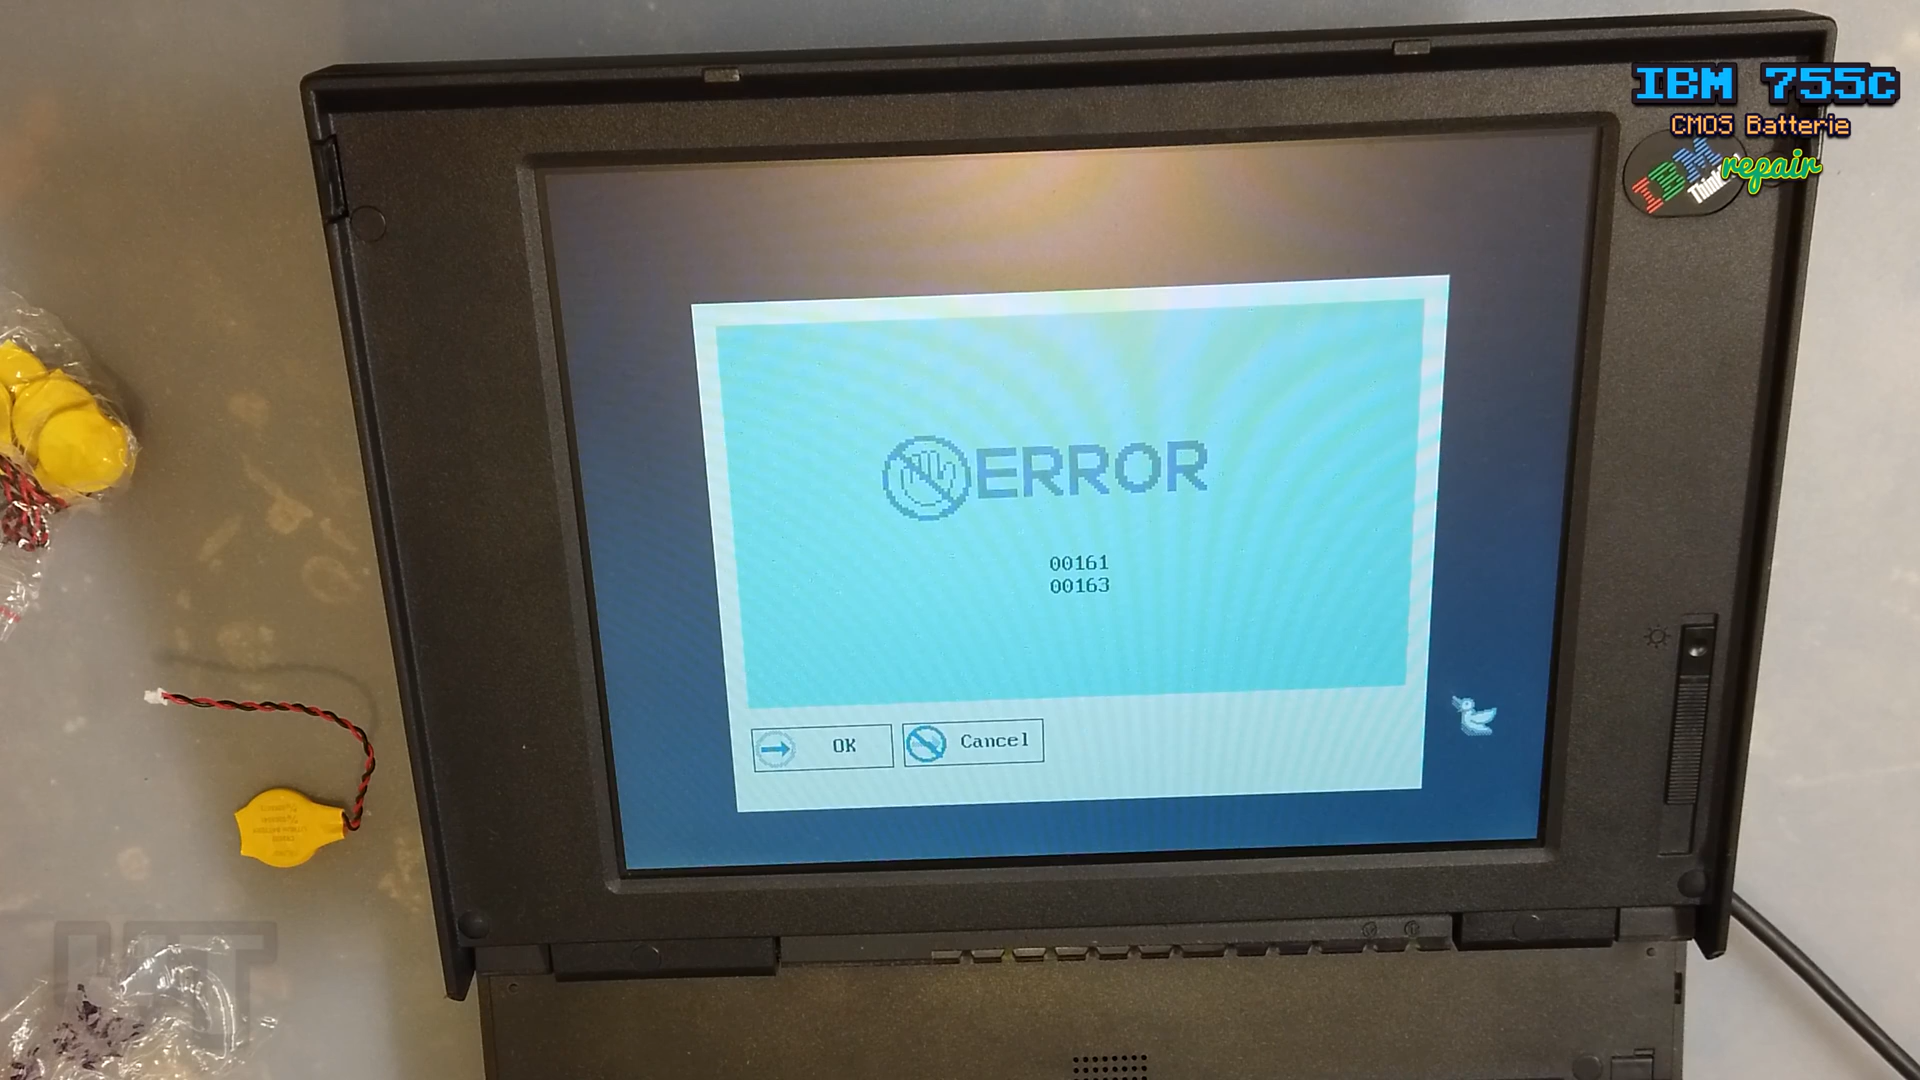 IBM 755c
CMOS Batterie
repair
IBM
Think
ERROR
00161
00163
OK
Cancel